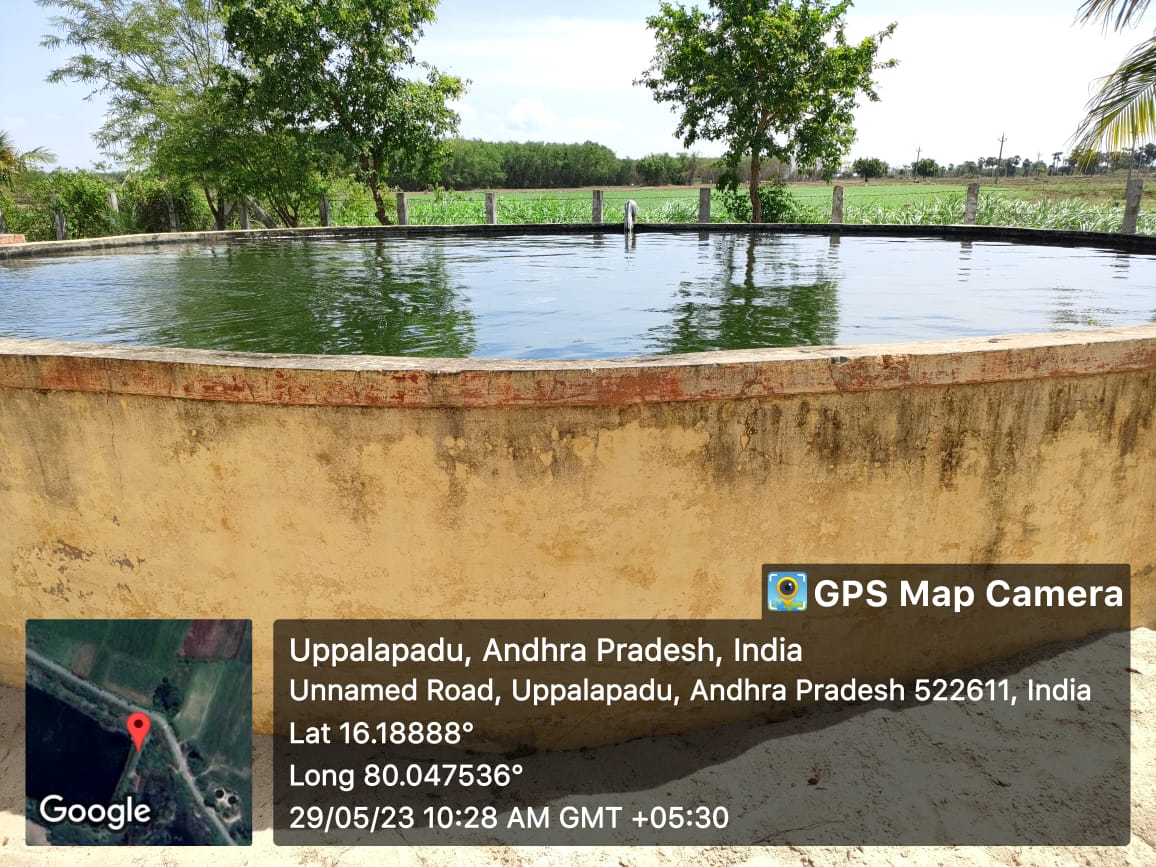 GPS Map Camera
Uppalapadu, Andhra Pradesh, India
Unnamed Road, Uppalapadu, Andhra Pradesh 522611, India
Lat 16.18888°
Long 80.047536°
29/05/23 10:28 AM GMT +05:30
Google